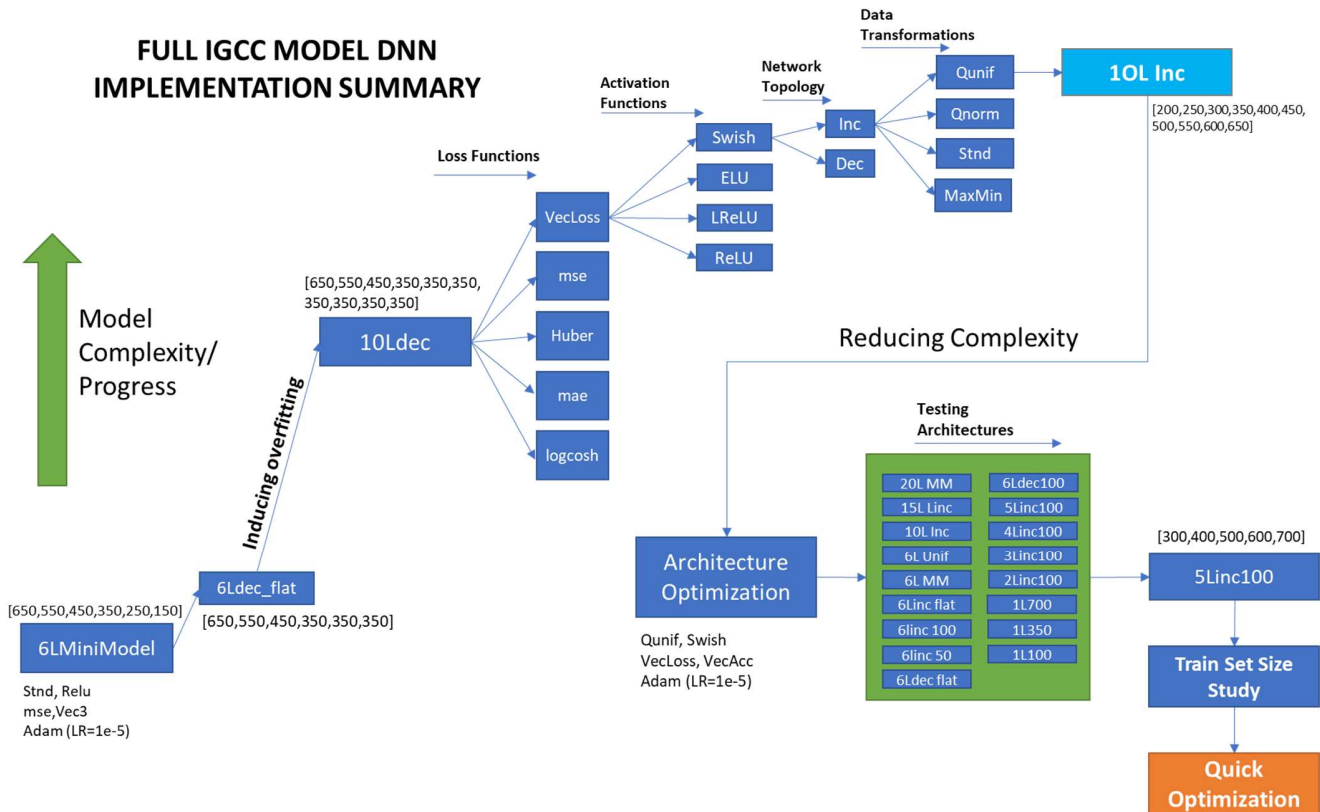 FULL IGCC MODEL DNN
IMPLEMENTATION SUMMARY
Model
Complexity/
Progress
[650,550,450,350,250,150]
6LMiniModel
Stnd, Relu
mse,Vec3
Adam (LR=1e-5)
6Ldec_flat
[650,550,450,350,350,350]
Inducing overfitting
[650,550,450,350,350,350,
350,350,350,350]
10Ldec
Loss Functions
VecLoss
mse
Huber
mae
logcosh
Activation
Functions
Swish
ELU
LReLU
ReLU
Network
Topology
Inc
Dec
Data
Transformations
Qunif
Qnorm
Stnd
MaxMin
1OL Inc
[200,250,300,350,400,450,
500,550,600,650]
Reducing Complexity
Architecture
Optimization
Qunif, Swish
VecLoss, VecAcc
Adam (LR=1e-5)
Testing
Architectures
20L MM
15L Linc
10L Inc
6L Unif
6L MM
6Linc flat
6linc 100
6linc 50
6Ldec flat
6Ldec100
5Linc100
4Linc100
3Linc100
2Linc100
1L700
1L350
1L100
[300,400,500,600,700]
5Linc100
Train Set Size
Study
Quick
Optimization